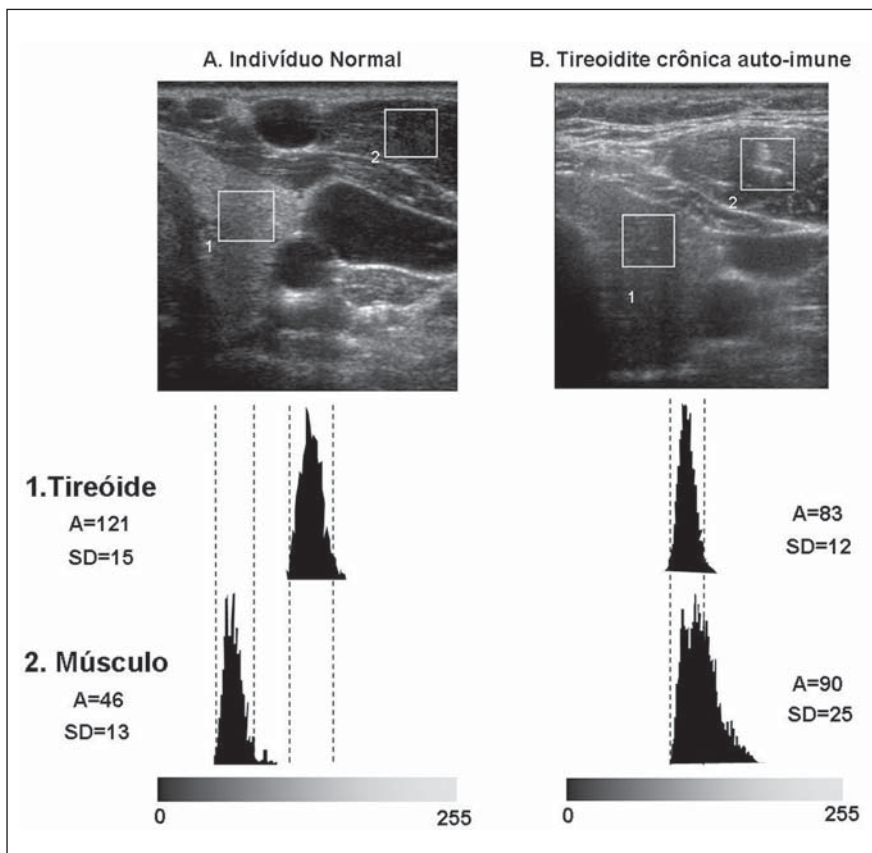 A. Indivíduo Normal
B. Tireoidite crônica auto-imune
2
1
2
1
1.Tireóide
A=121
SD=15
A=83
SD=12
2. Músculo
A=46
SD=13
A=90
SD=25
0
255
0
255